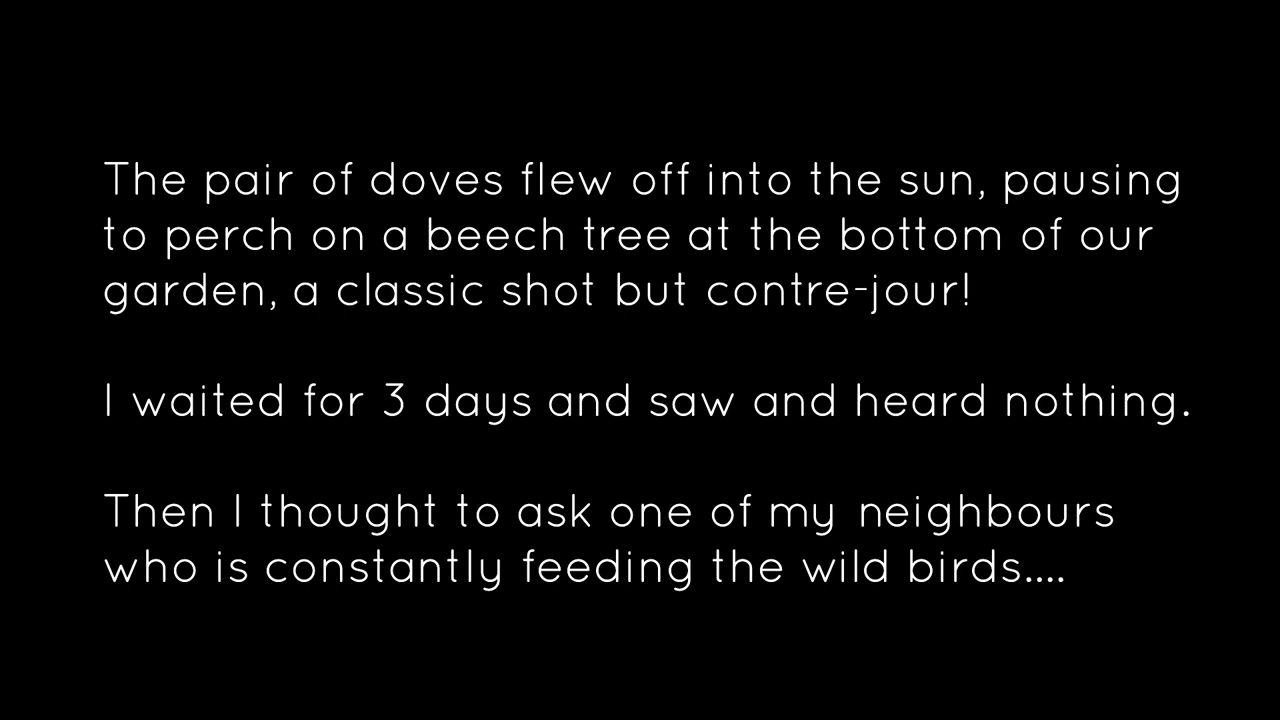 The pair of doves flew off into the sun, pausing
to perch on a beech tree at the bottom of our
garden, a classic shot but contre-jour!
I waited for 3 days and saw and heard nothing.
Then I thought to ask one of my neighbours
who is constantly feeding the wild birds....